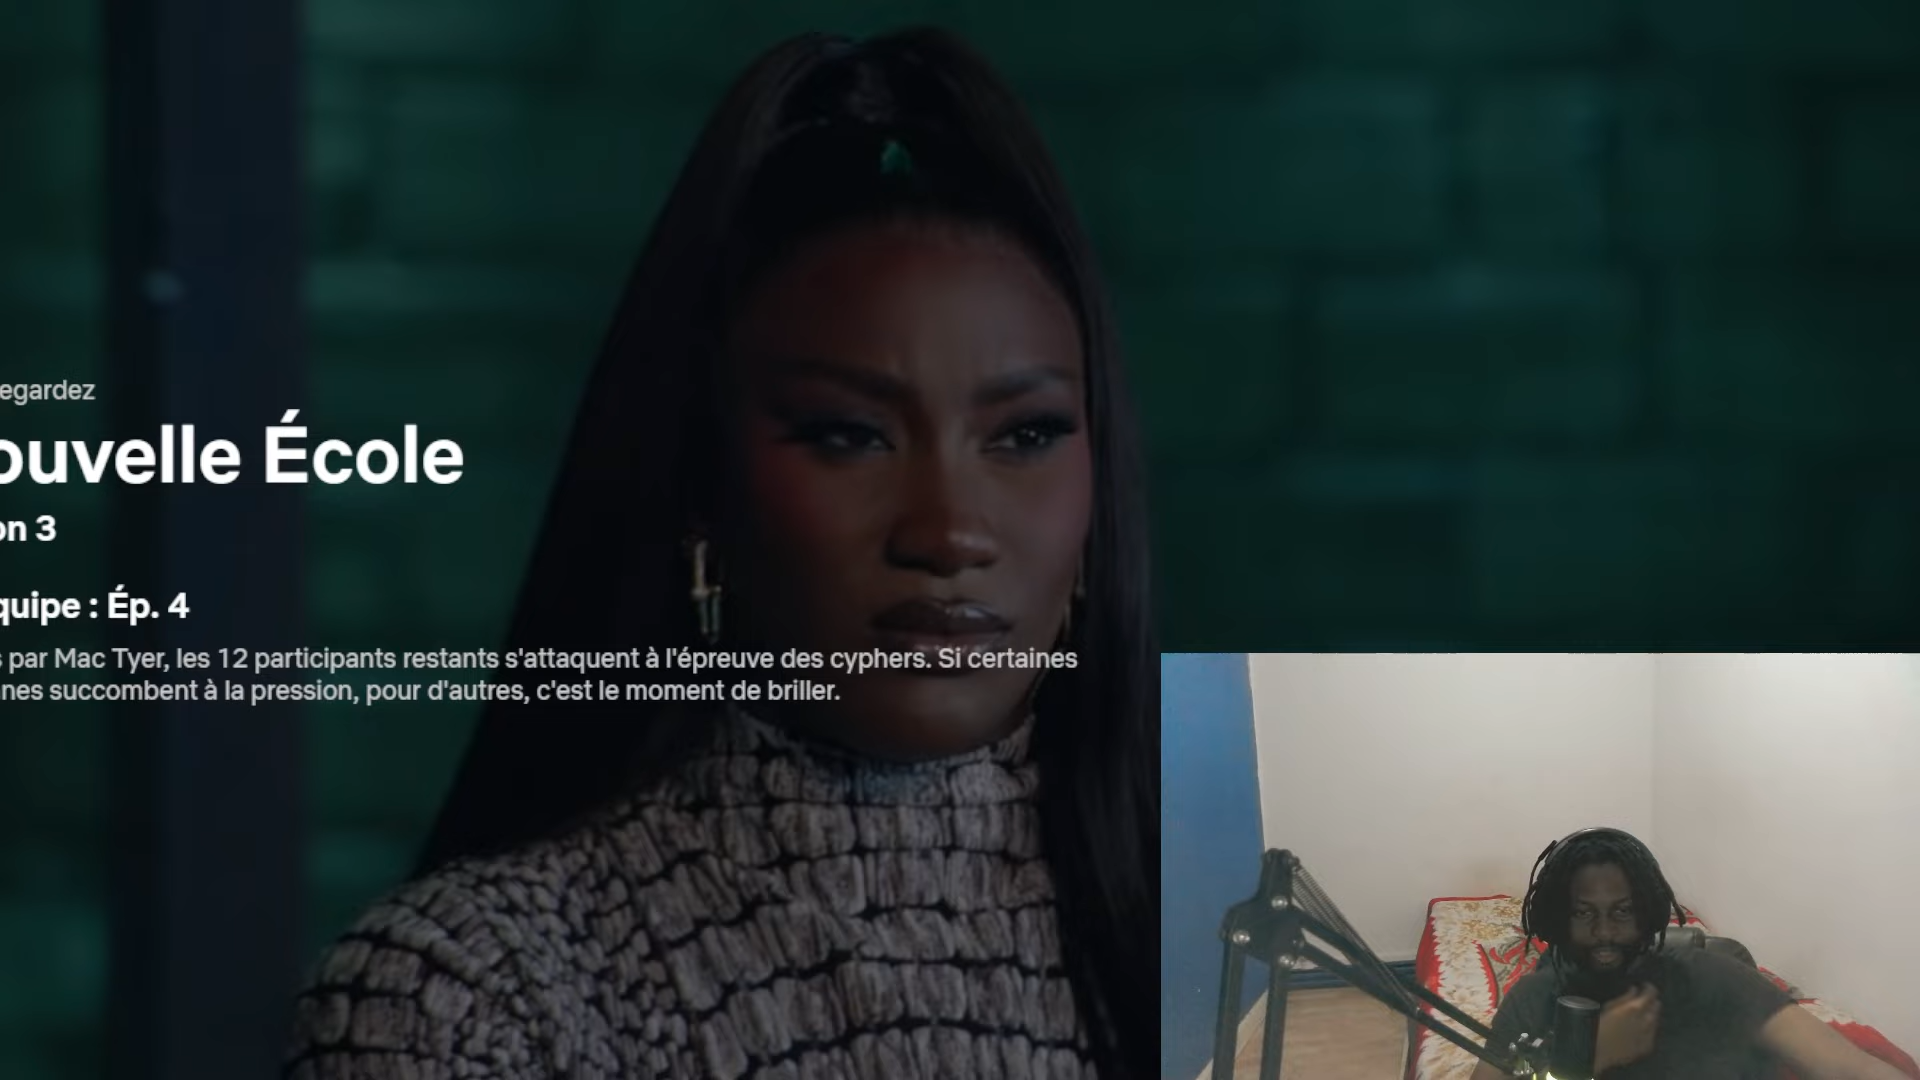 egardez
ouvelle École
on 3
quipe : Ép. 4
s par Mac Tyer, les 12 participants restants s'attaquent à l'épreuve des cyphers. Si certaines
nes succombent à la pression, pour d'autres, c'est le moment de briller.